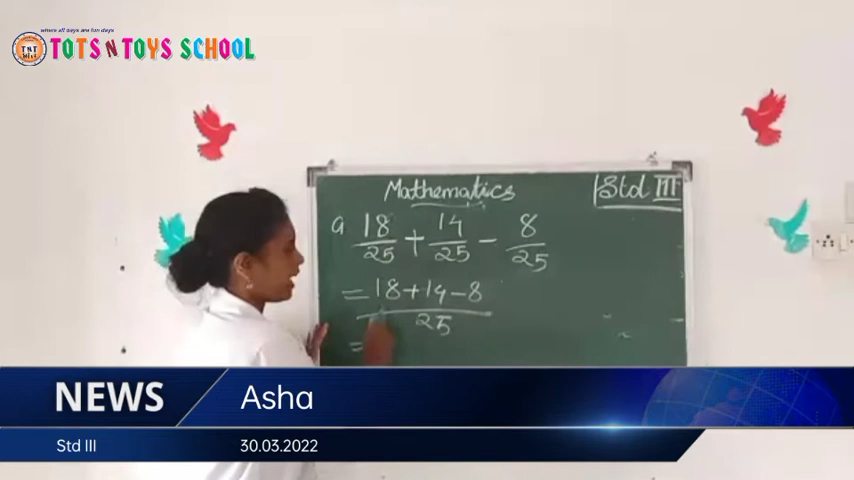 where all days are fun days
TOTS N TOYS SCHOOL
Mathematics
Std III
a 18/25 + 14/25 - 8/25
= 18+14-8
25
=
NEWS
Asha
Std III
30.03.2022